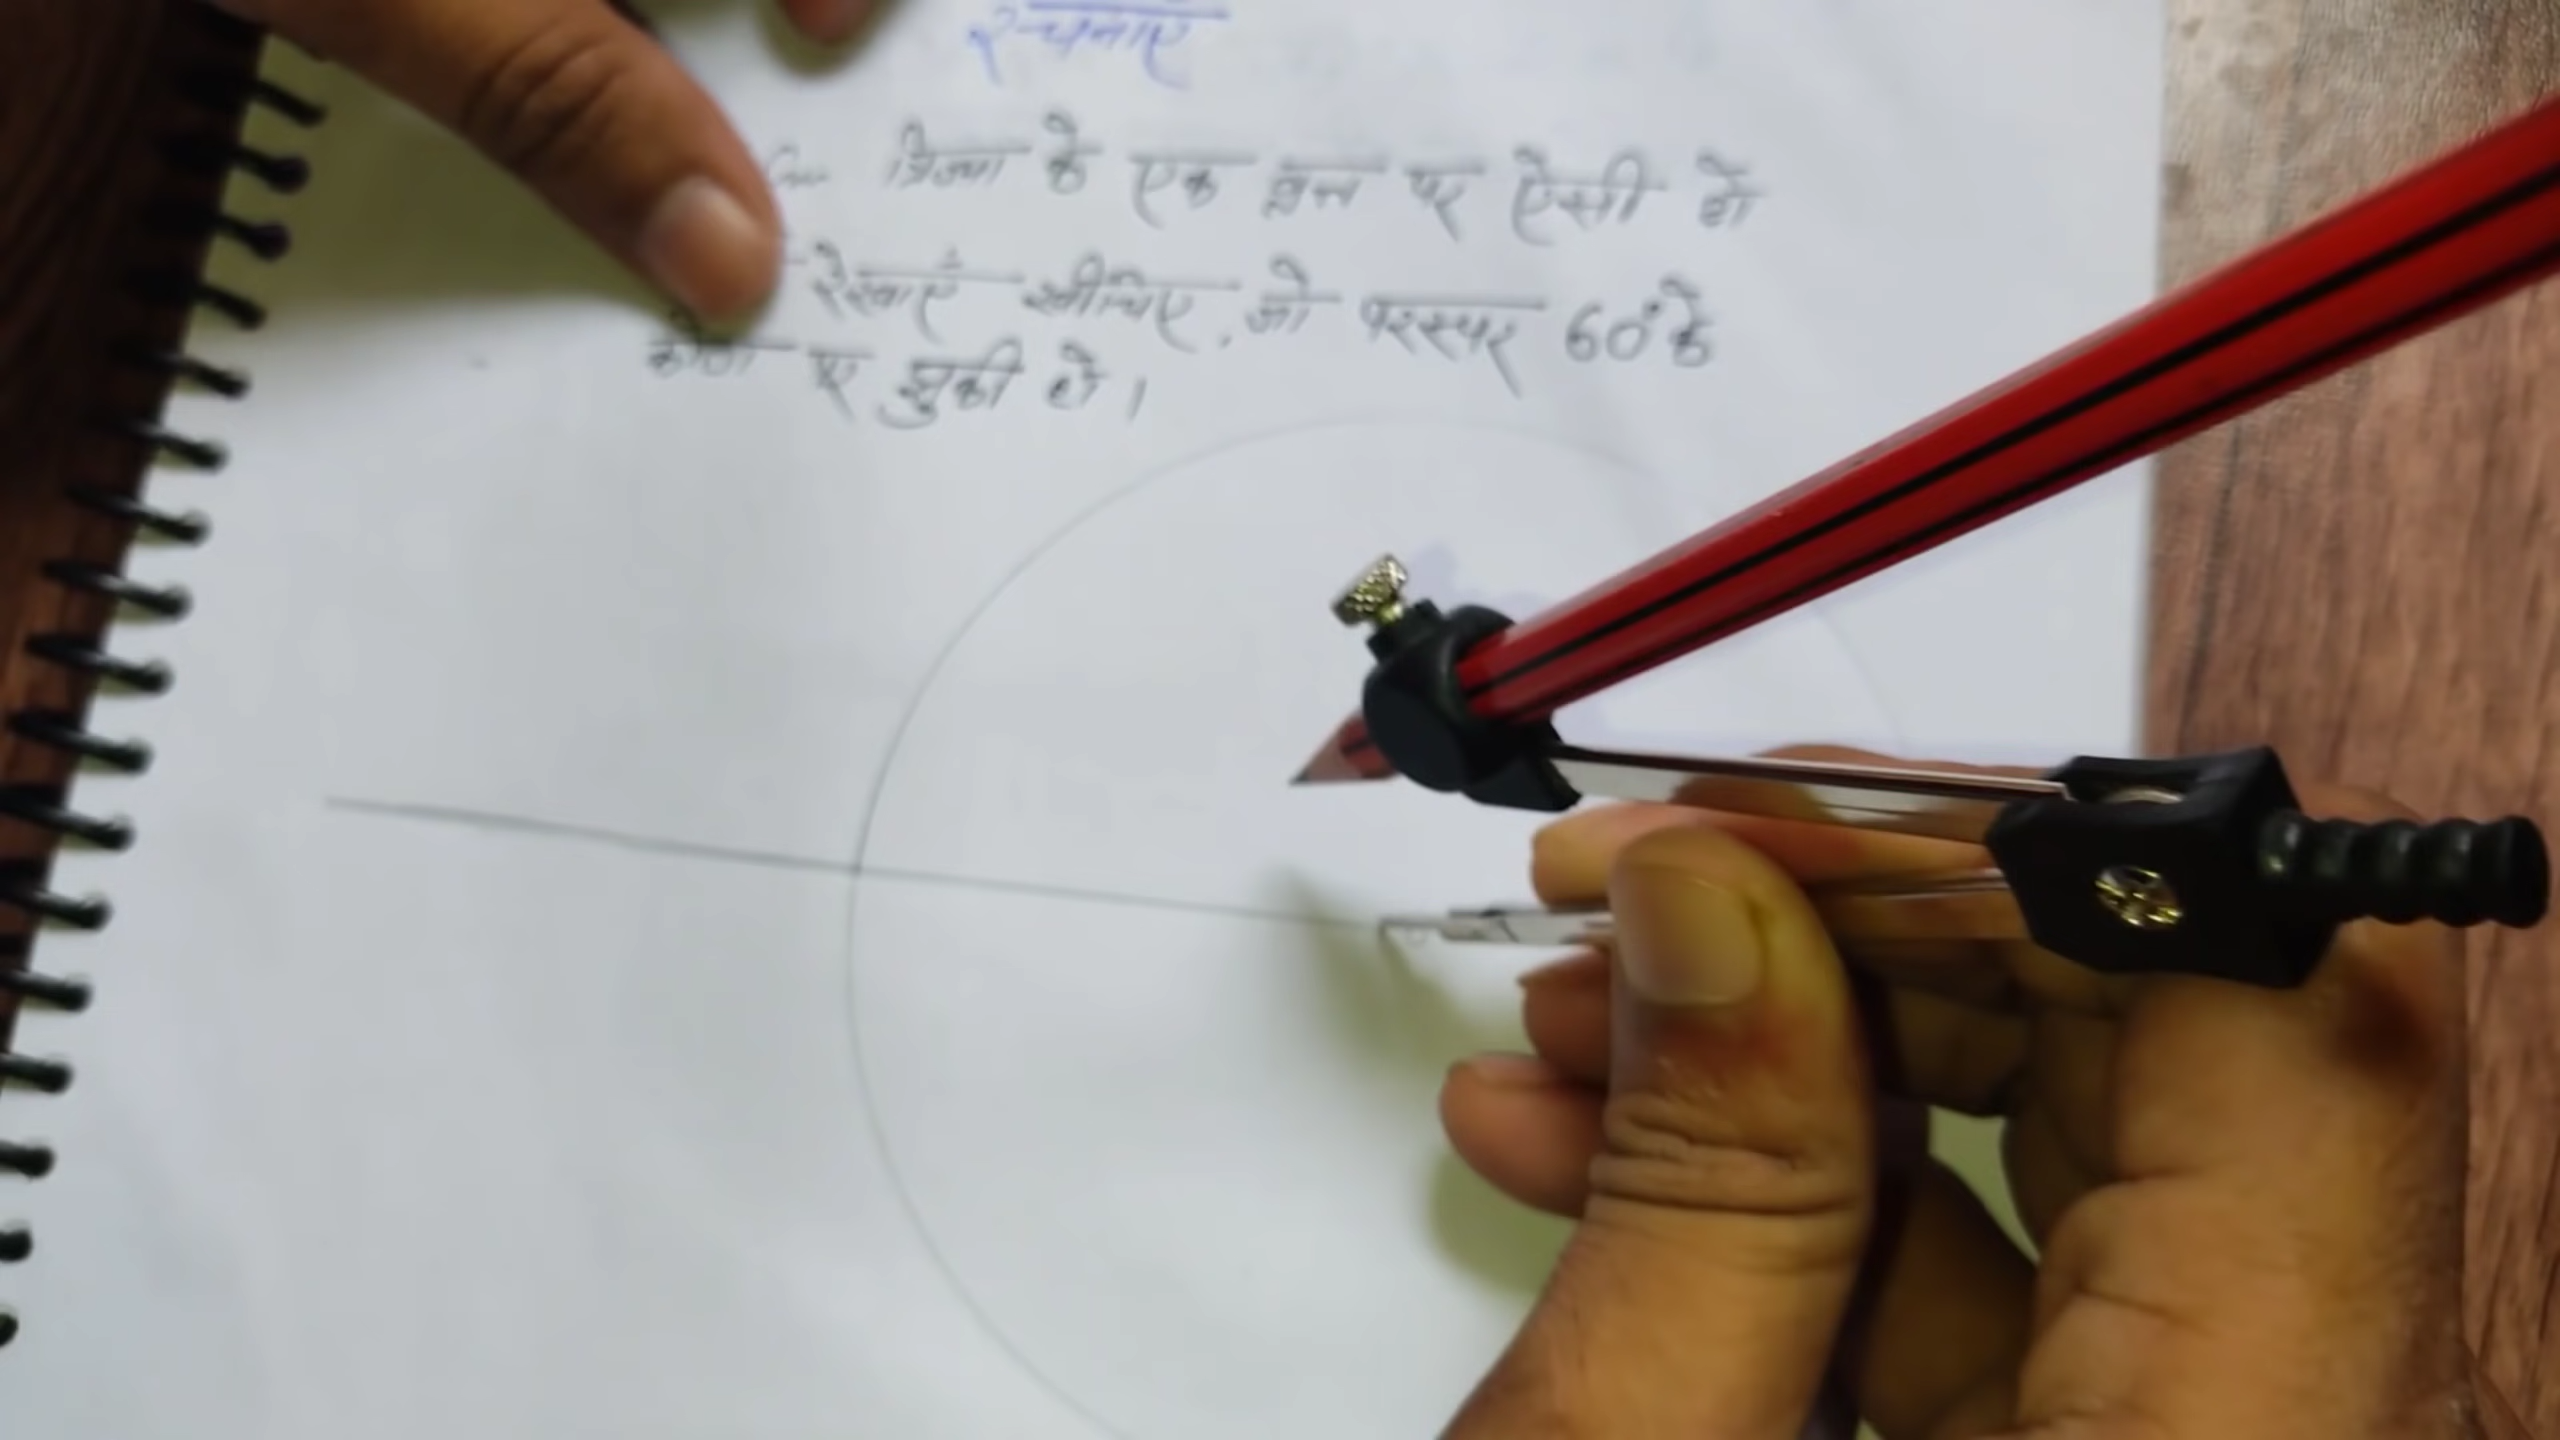 रचनाएं
त्रिज्या के एक वृत्त पर ऐसी दो
रेखाएं खींचिए, जो परस्पर 60° के
कोण पर झुकी हो।